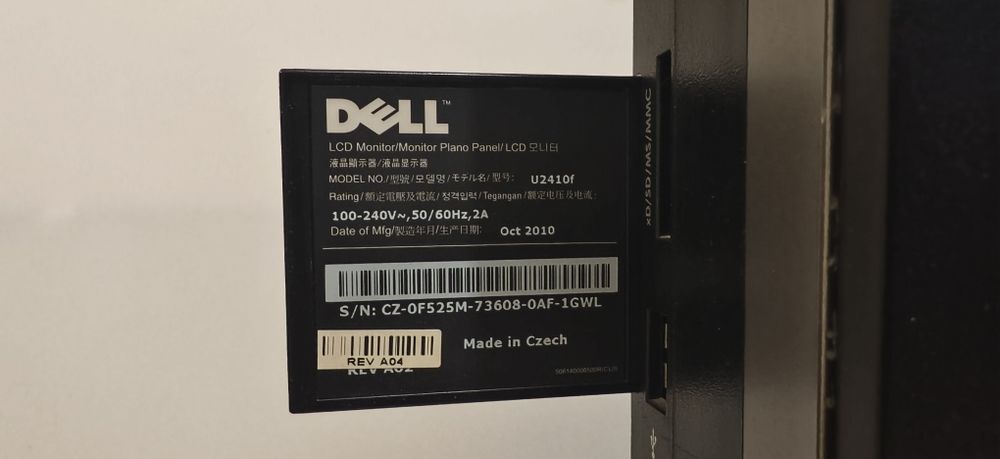 DELL™
LCD Monitor/Monitor Plano Panel/ LCD 모니터
液晶顯示器/液晶显示器
MODEL NO./型號/모델명/モデル名/型号: U2410f
Rating/額定電壓及電流/정격입력/Tegangan/额定电压及电流:
100-240V~,50/60Hz,2A
Date of Mfg/製造年月/生产日期: Oct 2010
S/N: CZ-0F525M-73608-0AF-1GWL
Made in Czech
REV A04
REV A02
xD/SD/MS/MMC